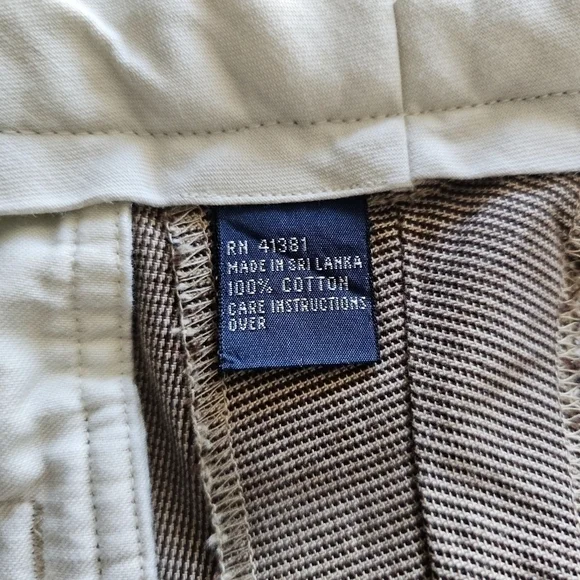 RN 41381
MADE IN SRI LANKA
100% COTTON
CARE INSTRUCTIONS
OVER